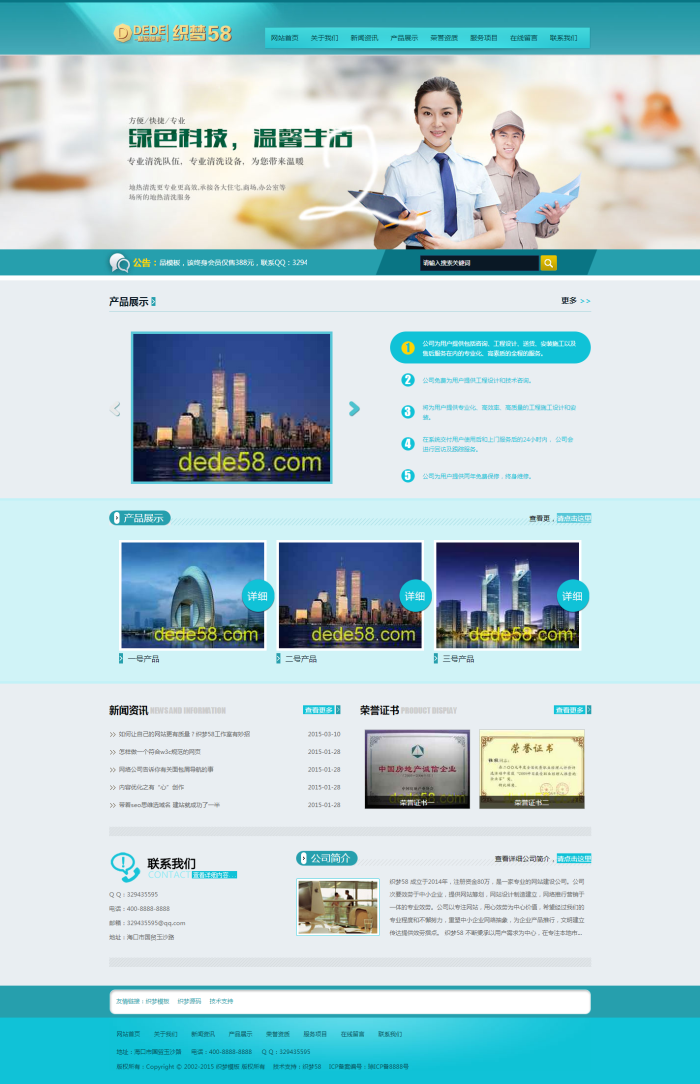 DEDE 织梦58
网站首页 关于我们 新闻资讯 产品展示 荣誉资质 服务项目 在线留言 联系我们
方便/快捷/专业
绿色科技，温馨生活
专业清洗队伍，专业清洗设备，为您带来温暖
地热清洗更专业更高效.承接各大住宅,商场,办公室等
场所的地热清洗服务
公告： 品模板，该终身会员仅售388元，联系QQ：3294
请输入搜索关键词
产品展示
更多 >>
dede58.com
1 公司为用户提供包括咨询、工程设计、送货、安装施工以及
售后服务在内的专业化、高素质的全程的服务。
2 公司免费为用户提供工程设计和技术咨询。
3 将为用户提供专业化、高效率、高质量的工程施工设计和安
装。
4 在系统交付用户使用后和上门服务后的24小时内， 公司会
进行回访及跟踪服务。
5 公司为用户提供两年免费保修，终身维修。
产品展示
查看更，请点击这里
详细
dede58.com
详细
dede58.com
详细
dede58.com
一号产品
二号产品
三号产品
新闻资讯 NEWS AND INFORMATION
查看更多
如何让自己的网站更有质量？织梦58工作室有妙招 2015-03-10
怎样做一个符合w3c规范的网页 2015-01-28
网络公司告诉你有关面包屑导航的事 2015-01-28
内容优化之有“心”创作 2015-01-28
带着seo思维选域名 建站就成功了一半 2015-01-28
荣誉证书 PRODUCT DISPLAY
查看更多
中国房地产诚信企业
荣誉证书一
荣誉证书
荣誉证书二
联系我们
CONTACT 查看详细内容...
Q Q：329435595
电话：400-8888-8888
邮箱：329435595@qq.com
地址：海口市国贸玉沙路
公司简介
查看详细公司简介，请点击这里
织梦58 成立于2014年，注册资金80万，是一家专业的网站建设公司。公司
次要效劳于中小企业，提供网站筹划，网站设计制造建立，网络推行营销于
一体的专业效劳。公司以专注网站，用心效劳为中心价值，希望经过我们的
专业程度和不懈努力，重塑中小企业网络抽象，为企业产品推行，文明建立
传达提供效劳撑点。 织梦58 不断秉承以用户需求为中心，在专注本地市...
友情链接：织梦模板 织梦源码 技术支持
网站首页 关于我们 新闻资讯 产品展示 荣誉资质 服务项目 在线留言 联系我们
地址：海口市国贸玉沙路 电话：400-8888-8888 Q Q：329435595
版权所有：Copyright © 2002-2015 织梦模板 版权所有 技术支持：织梦58 ICP备案编号：琼ICP备8888号